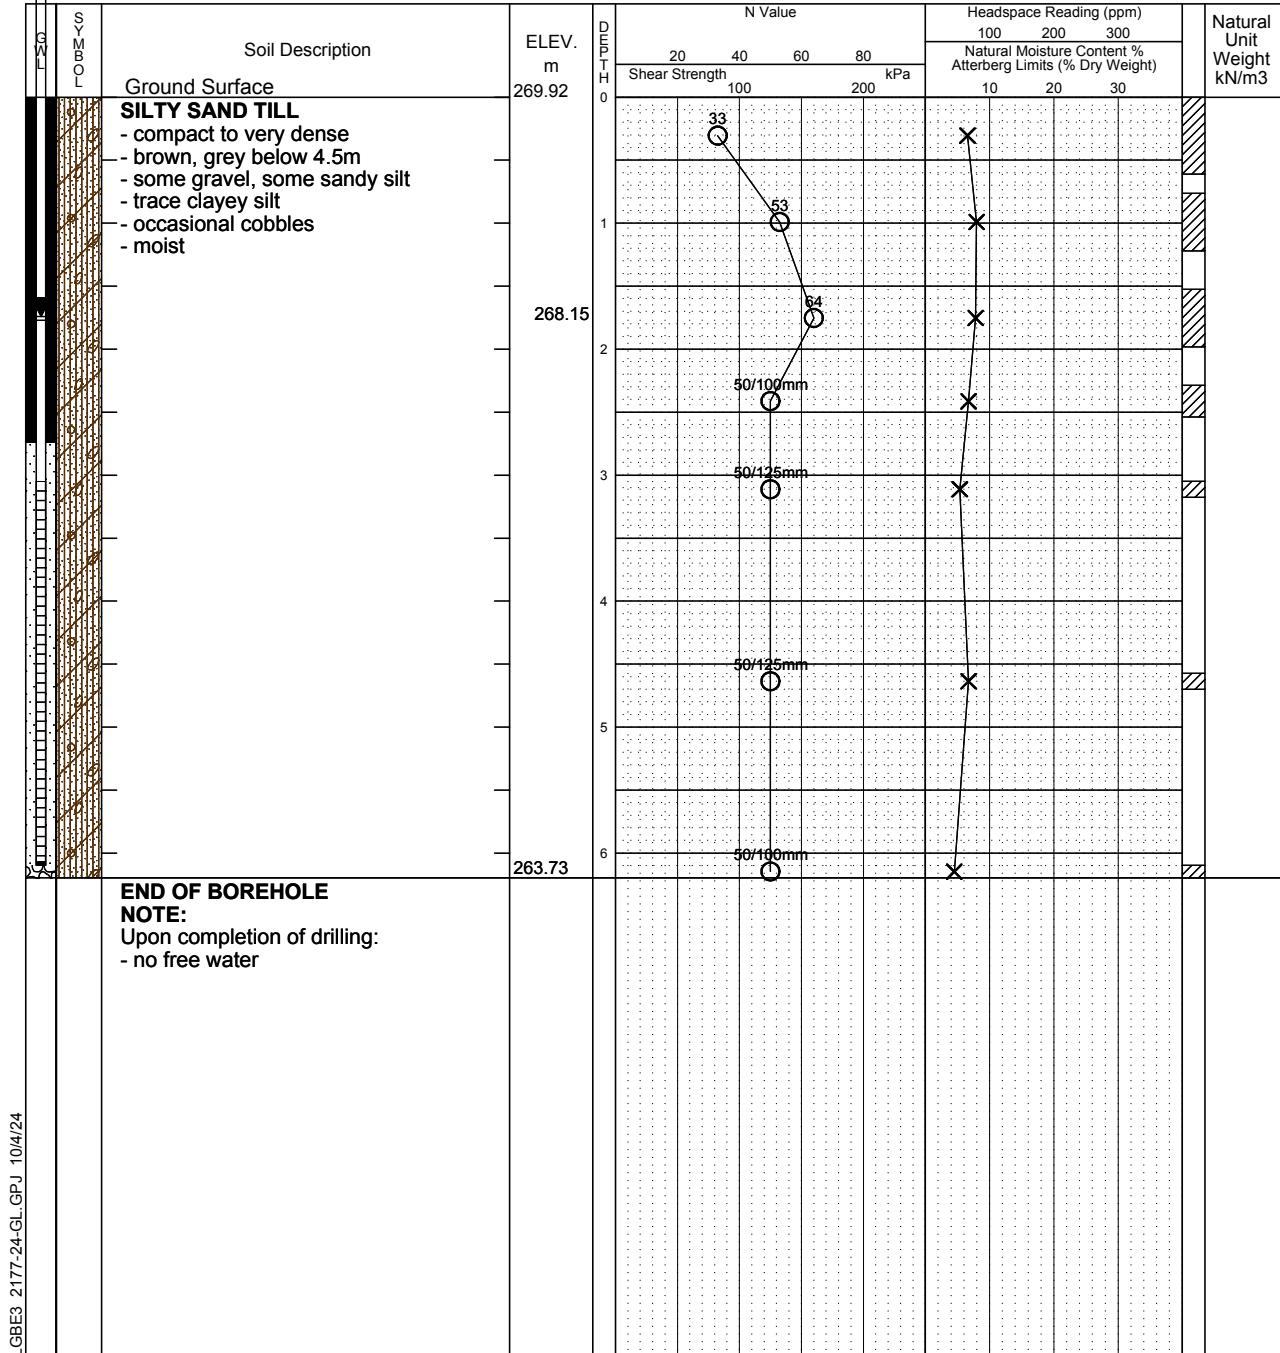 GWL
SYMBOL
Soil Description
ELEV.
m
DEPTH
N Value
20 40 60 80
Shear Strength kPa
100 200
Headspace Reading (ppm)
100 200 300
Natural Moisture Content %
Atterberg Limits (% Dry Weight)
10 20 30
Natural
Unit
Weight
kN/m3
Ground Surface 269.92 0
SILTY SAND TILL
- compact to very dense
- brown, grey below 4.5m
- some gravel, some sandy silt
- trace clayey silt
- occasional cobbles
- moist
33
53
1
64
268.15
2
50/100mm
3
50/125mm
4
50/125mm
5
6
50/100mm
263.73
END OF BOREHOLE
NOTE:
Upon completion of drilling:
- no free water
GBE3 2177-24-GL.GPJ 10/4/24